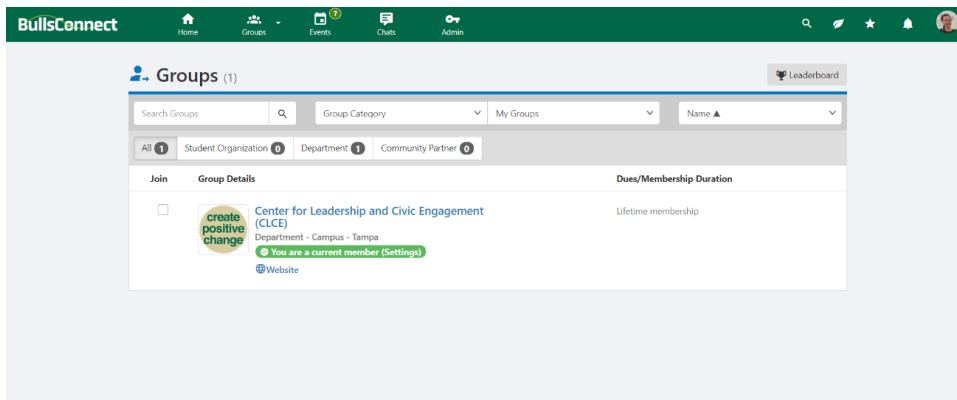 BullsConnect
Home
Groups
7
Events
Chats
Admin
Groups (1)
Leaderboard
Search Groups
Group Category
My Groups
Name ▲
All 1
Student Organization 0
Department 1
Community Partner 0
Join Group Details Dues/Membership Duration
create
positive
change
Center for Leadership and Civic Engagement
(CLCE)
Department - Campus - Tampa
You are a current member (Settings)
Website
Lifetime membership